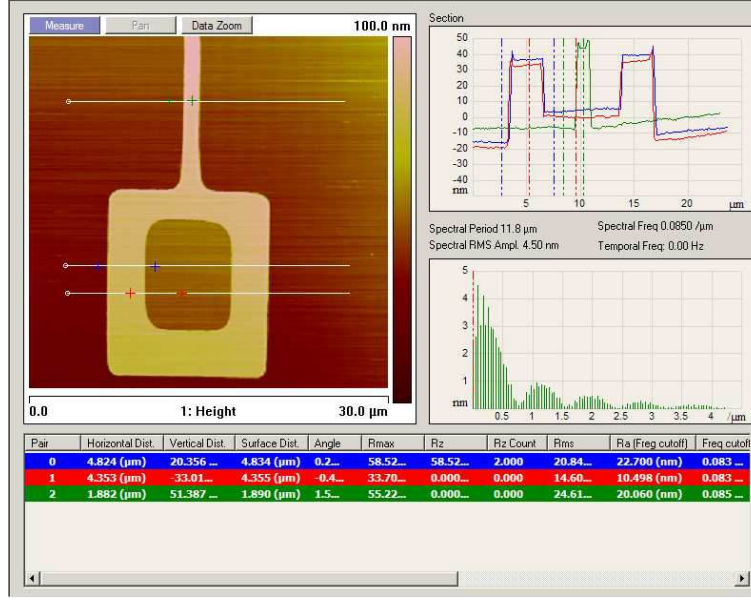 Measure Pan Data Zoom 100.0 nm
0.0 1: Height 30.0 µm
Section
50
40
30
20
10
0
-10
-20
-30
-40
nm
5 10 15 20 µm
Spectral Period 11.8 µm Spectral Freq 0.0850 /µm
Spectral RMS Ampl. 4.50 nm Temporal Freq: 0.00 Hz
5
4
3
2
1
nm
0.5 1 1.5 2 2.5 3 3.5 4 /µm
Pair Horizontal Dist. Vertical Dist. Surface Dist. Angle Rmax Rz Rz Count Rms Ra (Freg cutoff) Freq cutoff
0 4.824 (µm) 20.356 ... 4.834 (µm) 0.2... 58.52... 58.52... 2.000 20.84... 22.700 (nm) 0.083 ...
1 4.353 (µm) -33.01... 4.355 (µm) -0.4... 33.70... 0.000... 0.000 14.60... 10.498 (nm) 0.083 ...
2 1.882 (µm) 51.387 ... 1.890 (µm) 1.5... 55.22... 0.000... 0.000 24.61... 20.060 (nm) 0.085 ...